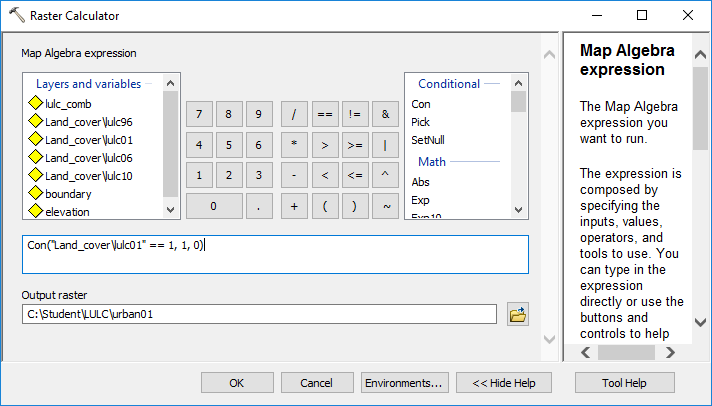 Raster Calculator
Map Algebra expression
Layers and variables
lulc_comb
Land_cover\lulc96
Land_cover\lulc01
Land_cover\lulc06
Land_cover\lulc10
boundary
elevation
7 8 9 / == != &
4 5 6 * > >= |
1 2 3 - < <= ^
0 . + ( ) ~
Conditional
Con
Pick
SetNull
Math
Abs
Exp
Exp10
Con("Land_cover\lulc01" == 1, 1, 0)
Output raster
C:\Student\LULC\urban01
OK Cancel Environments... << Hide Help Tool Help
Map Algebra
expression
The Map Algebra
expression you
want to run.
The expression is
composed by
specifying the
inputs, values,
operators, and
tools to use. You
can type in the
expression
directly or use the
buttons and
controls to help